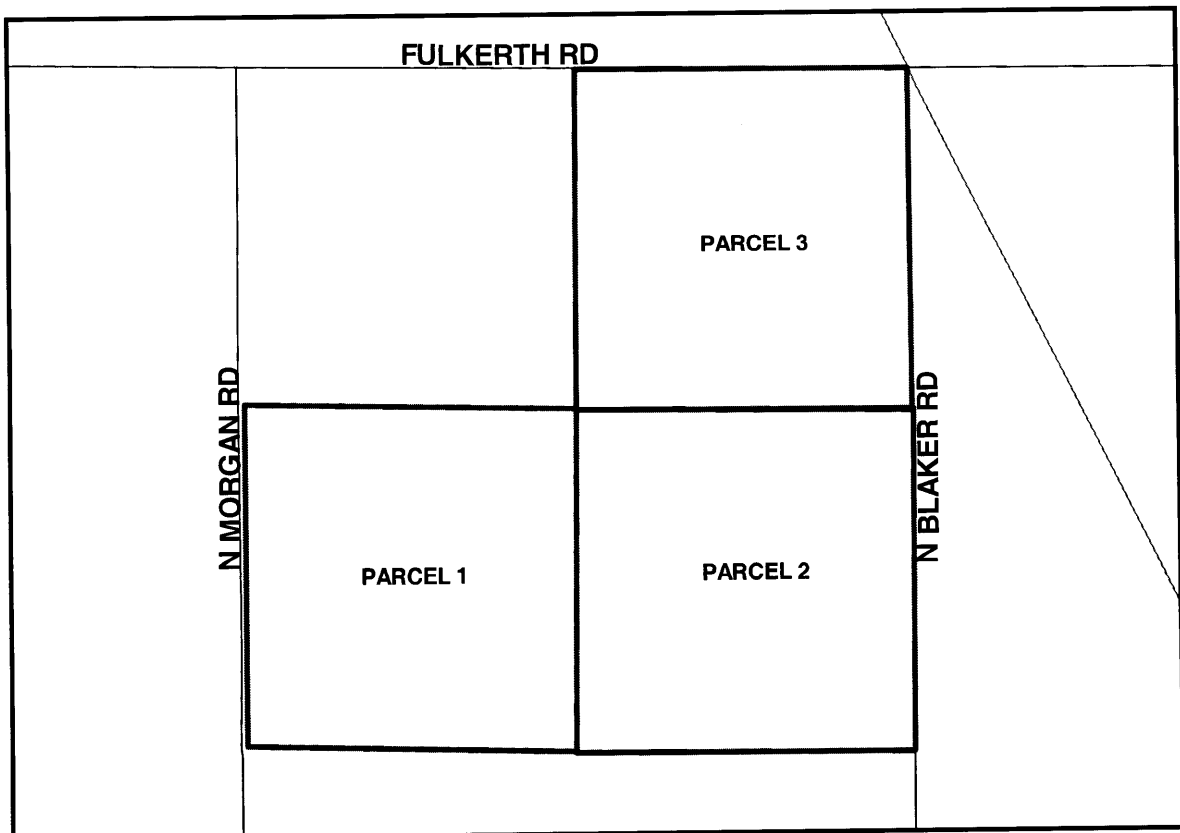 FULKERTH RD
PARCEL 3
N MORGAN RD
N BLAKER RD
PARCEL 1
PARCEL 2